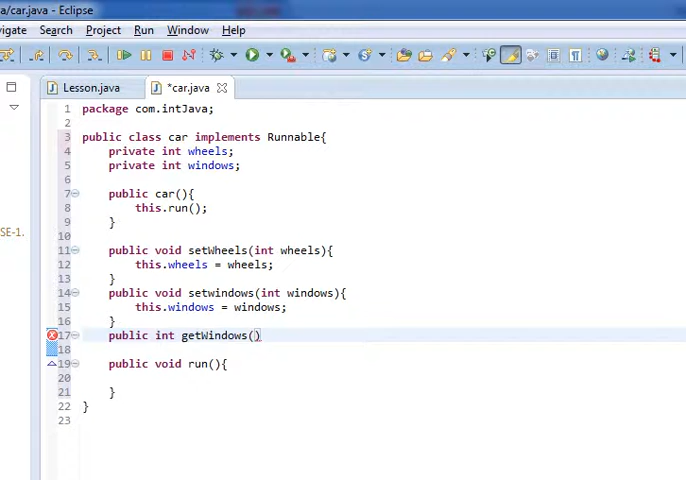 a/car.java - Eclipse
vigate Search Project Run Window Help
Lesson.java *car.java
1 package com.intJava;
2
3 public class car implements Runnable{
4 private int wheels;
5 private int windows;
6
7 public car(){
8 this.run();
9 }
10
11 public void setWheels(int wheels){
12 this.wheels = wheels;
13 }
14 public void setwindows(int windows){
15 this.windows = windows;
16 }
17 public int getWindows()
18
19 public void run(){
20
21 }
22 }
23
SE-1.